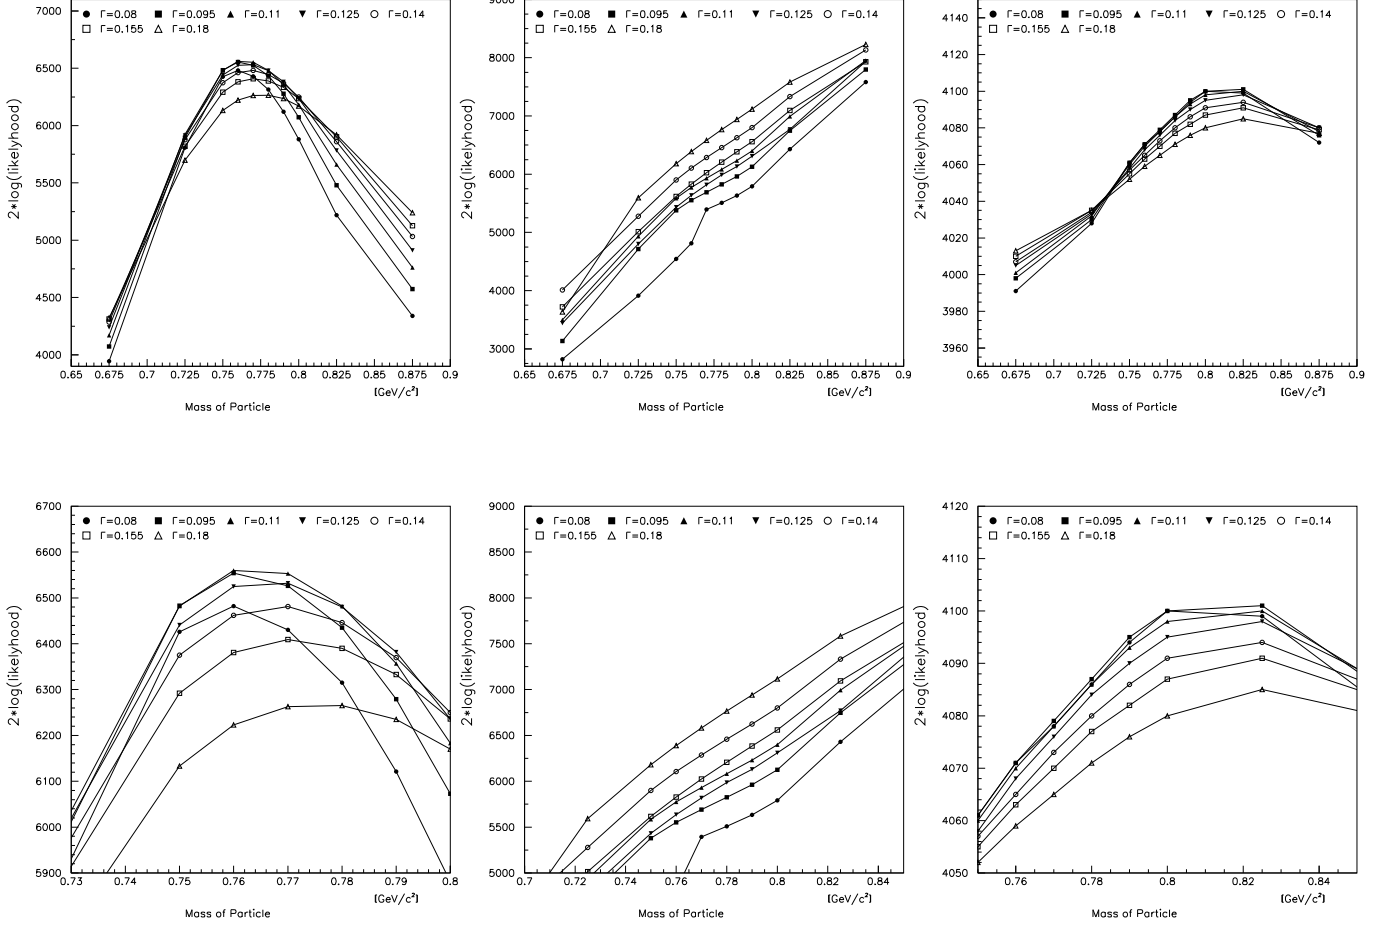 Γ=0.08 Γ=0.095 Γ=0.11 Γ=0.125 Γ=0.14
Γ=0.155 Γ=0.18
2*log(likelyhood)
7000
6500
6000
5500
5000
4500
4000
0.65 0.675 0.7 0.725 0.75 0.775 0.8 0.825 0.85 0.875 0.9
[GeV/c²]
Mass of Particle
9000
Γ=0.08 Γ=0.095 Γ=0.11 Γ=0.125 Γ=0.14
Γ=0.155 Γ=0.18
2*log(likelyhood)
8000
7000
6000
5000
4000
3000
0.65 0.675 0.7 0.725 0.75 0.775 0.8 0.825 0.85 0.875 0.9
[GeV/c²]
Mass of Particle
Γ=0.08 Γ=0.095 Γ=0.11 Γ=0.125 Γ=0.14
Γ=0.155 Γ=0.18
2*log(likelyhood)
4140
4120
4100
4080
4060
4040
4020
4000
3980
3960
0.65 0.675 0.7 0.725 0.75 0.775 0.8 0.825 0.85 0.875 0.9
[GeV/c²]
Mass of Particle
6700
Γ=0.08 Γ=0.095 Γ=0.11 Γ=0.125 Γ=0.14
Γ=0.155 Γ=0.18
2*log(likelyhood)
6600
6500
6400
6300
6200
6100
6000
5900
0.73 0.74 0.75 0.76 0.77 0.78 0.79 0.8
[GeV/c²]
Mass of Particle
9000
Γ=0.08 Γ=0.095 Γ=0.11 Γ=0.125 Γ=0.14
Γ=0.155 Γ=0.18
2*log(likelyhood)
8500
8000
7500
7000
6500
6000
5500
5000
0.7 0.72 0.74 0.76 0.78 0.8 0.82 0.84
[GeV/c²]
Mass of Particle
4120
Γ=0.08 Γ=0.095 Γ=0.11 Γ=0.125 Γ=0.14
Γ=0.155 Γ=0.18
2*log(likelyhood)
4110
4100
4090
4080
4070
4060
4050
0.76 0.78 0.8 0.82 0.84
[GeV/c²]
Mass of Particle